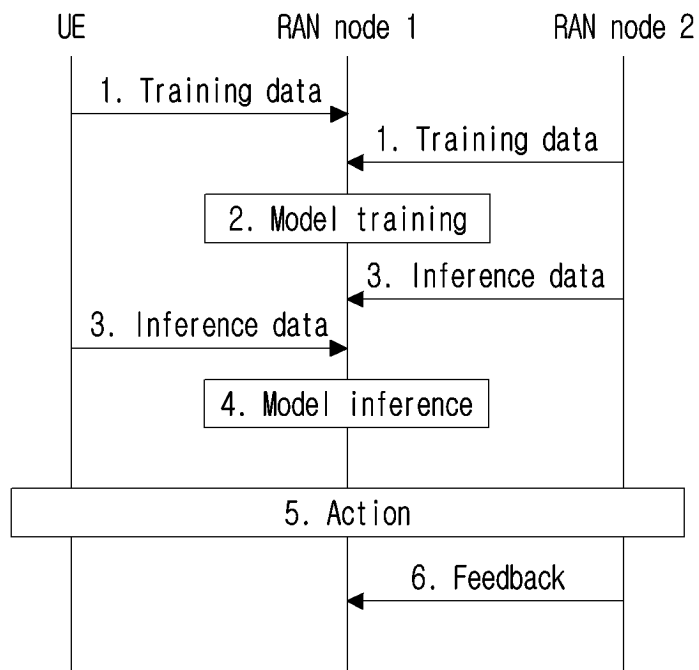 UE
RAN node 1
RAN node 2
1. Training data
1. Training data
2. Model training
3. Inference data
3. Inference data
4. Model inference
5. Action
6. Feedback